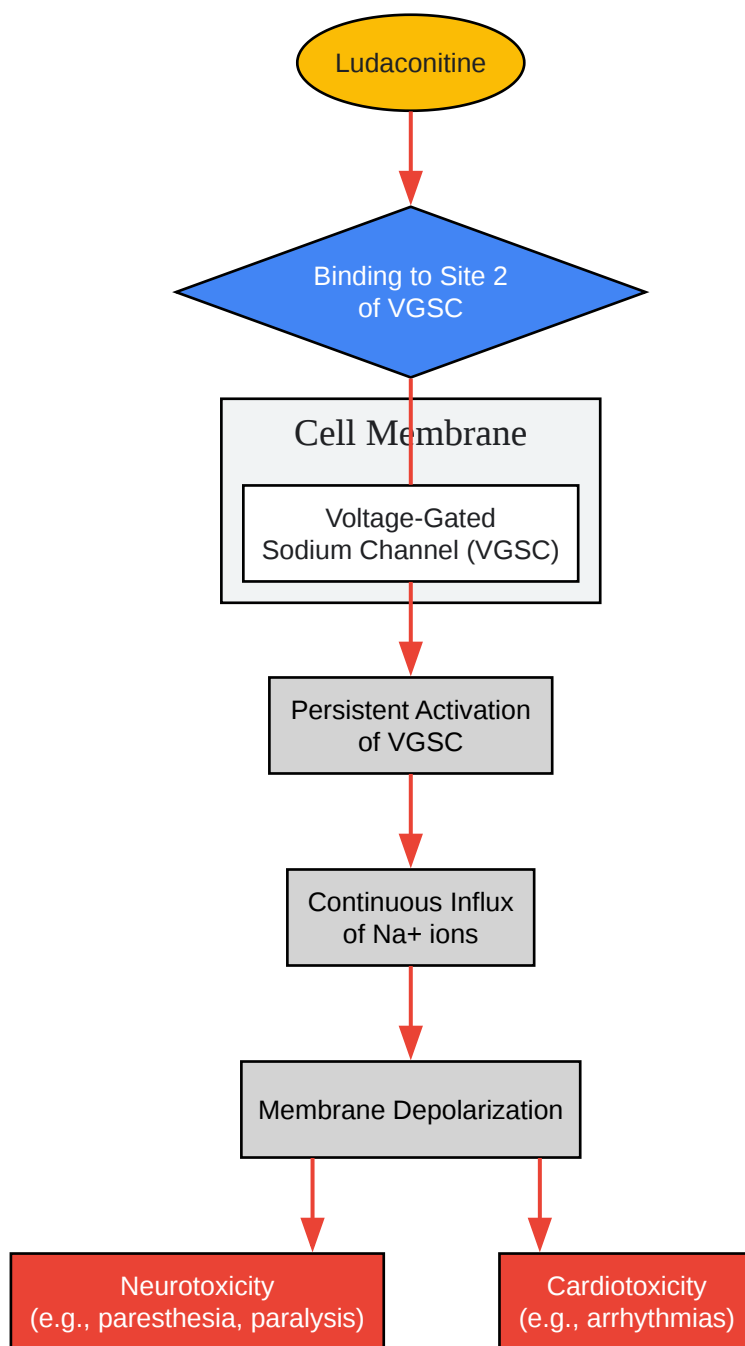 Ludaconitine
Binding to Site 2
of VGSC
Cell Membrane
Voltage-Gated
Sodium Channel (VGSC)
Persistent Activation
of VGSC
Continuous Influx
of Na+ ions
Membrane Depolarization
Neurotoxicity
(e.g., paresthesia, paralysis)
Cardiotoxicity
(e.g., arrhythmias)